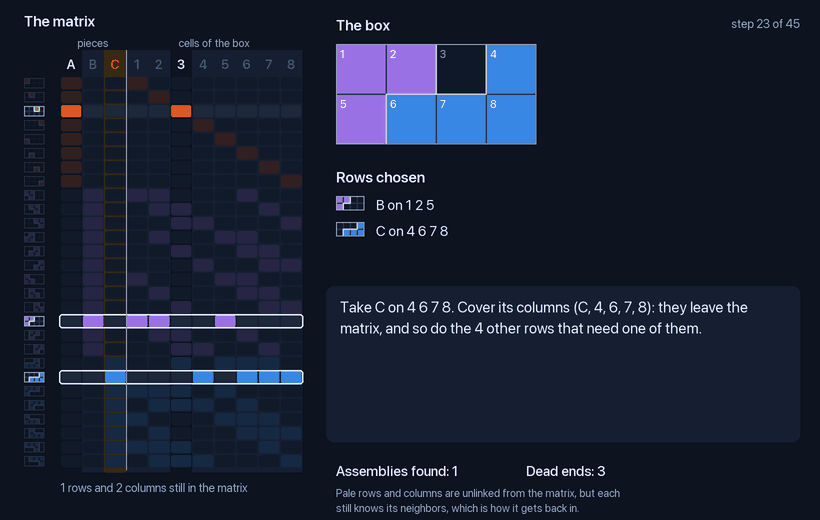 The matrix
pieces cells of the box
A B C 1 2 3 4 5 6 7 8
1 rows and 2 columns still in the matrix
The box
step 23 of 45
1 2 3 4
5 6 7 8
Rows chosen
B on 1 2 5
C on 4 6 7 8
Take C on 4 6 7 8. Cover its columns (C, 4, 6, 7, 8): they leave the
matrix, and so do the 4 other rows that need one of them.
Assemblies found: 1 Dead ends: 3
Pale rows and columns are unlinked from the matrix, but each
still knows its neighbors, which is how it gets back in.